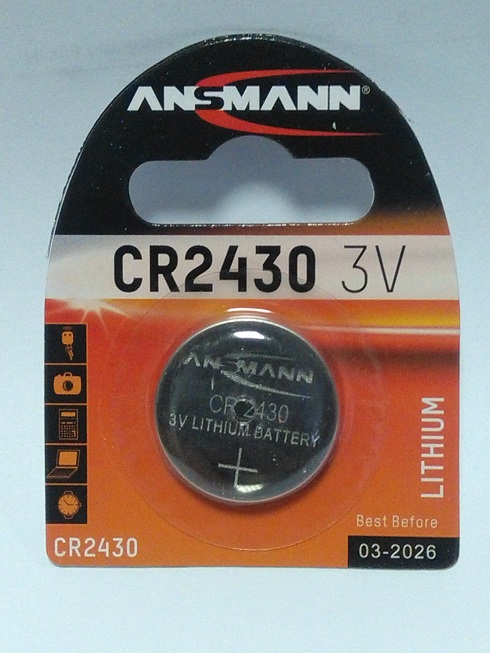 ANSMANN®
CR2430 3V
ANSMANN
CR 2430
3V LITHIUM BATTERY
+
LITHIUM
Best Before
CR2430
03-2026